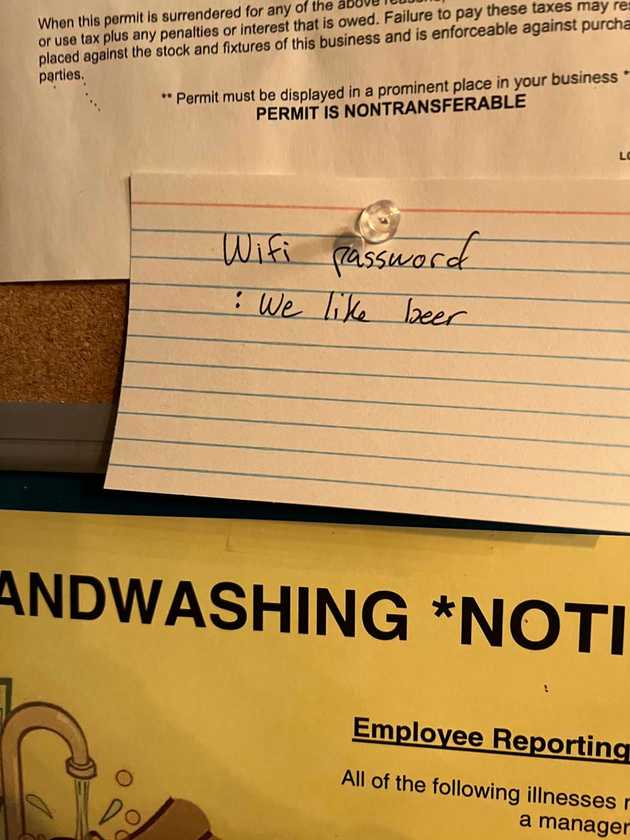 When this permit is surrendered for any of the above
or use tax plus any penalties or interest that is owed. Failure to pay these taxes may
placed against the stock and fixtures of this business and is enforceable against
parties.
** Permit must be displayed in a prominent place in your business *
PERMIT IS NONTRANSFERABLE
Wifi password
: We like beer
ANDWASHING *NOTI
Employee Reporting
All of the following illnesses
a manager